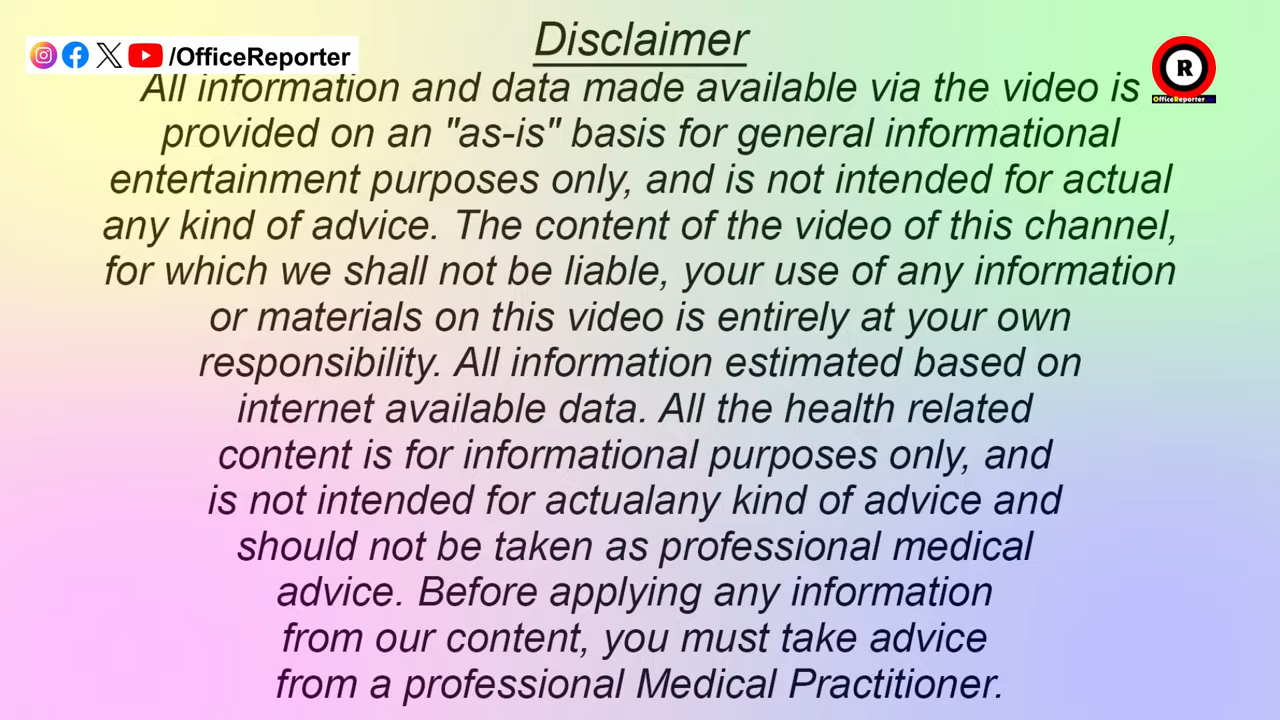 Disclaimer
/OfficeReporter
R
OfficeReporter
All information and data made available via the video is
provided on an "as-is" basis for general informational
entertainment purposes only, and is not intended for actual
any kind of advice. The content of the video of this channel,
for which we shall not be liable, your use of any information
or materials on this video is entirely at your own
responsibility. All information estimated based on
internet available data. All the health related
content is for informational purposes only, and
is not intended for actualany kind of advice and
should not be taken as professional medical
advice. Before applying any information
from our content, you must take advice
from a professional Medical Practitioner.